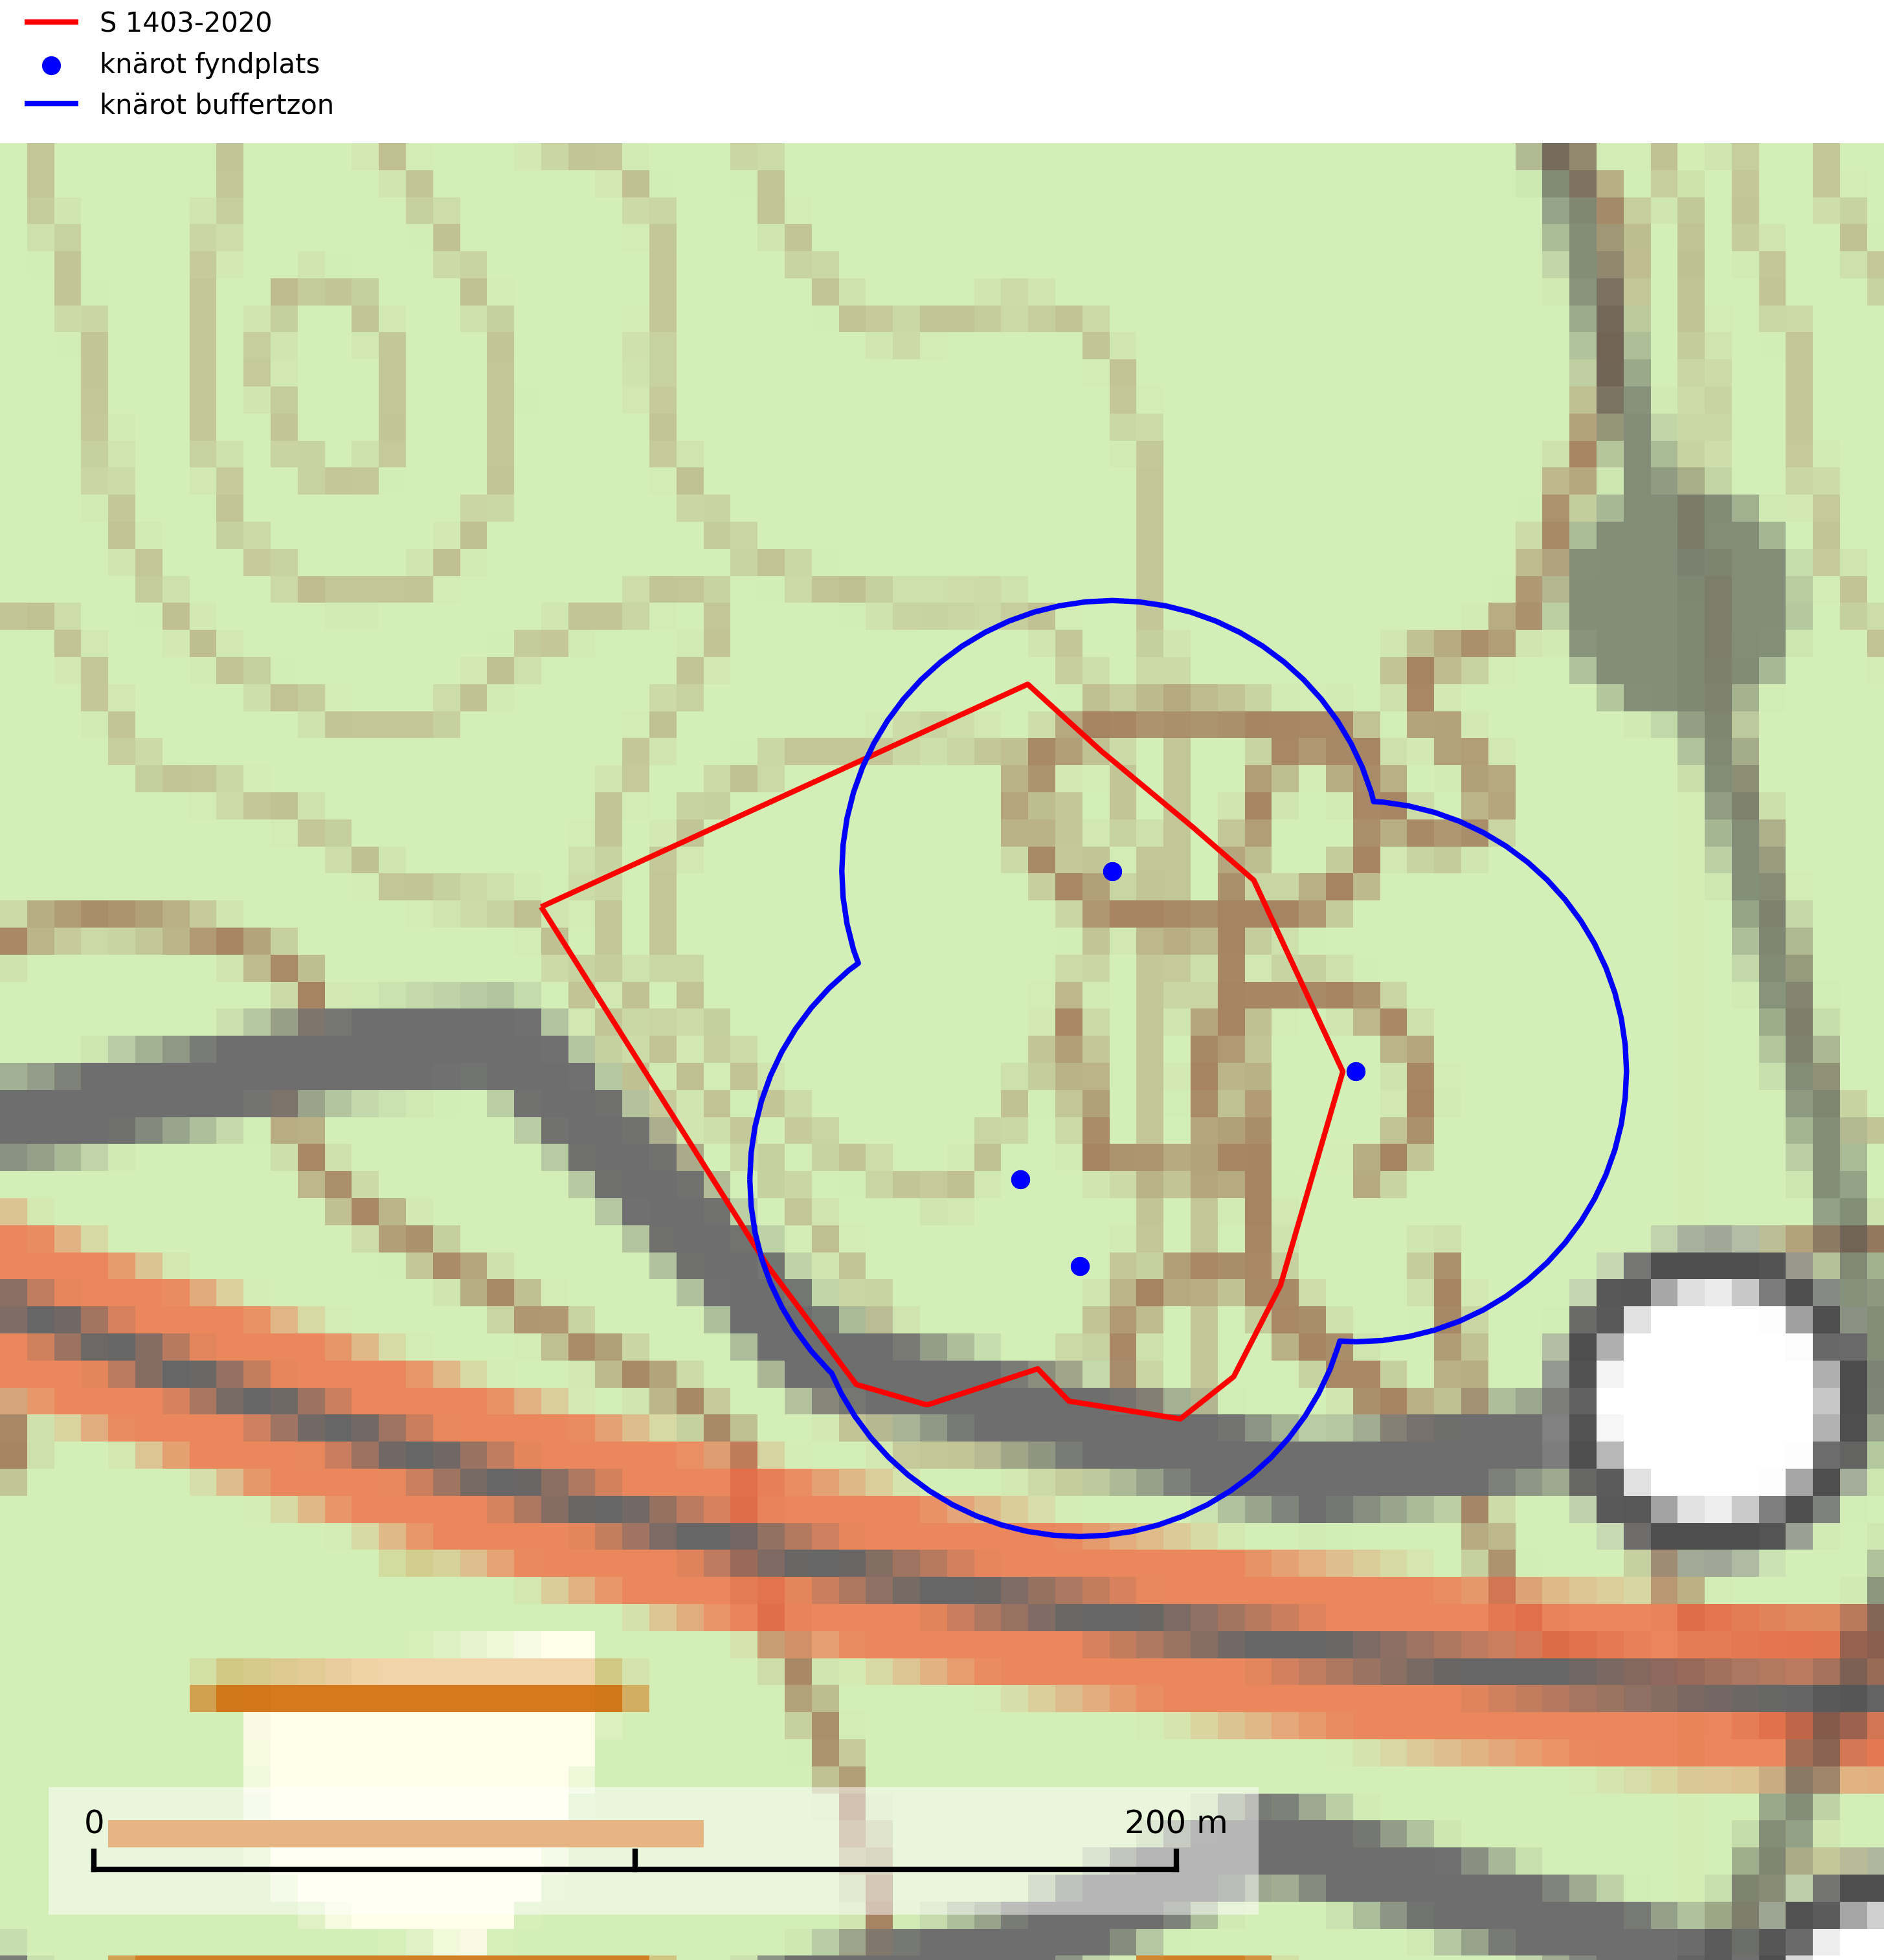 S 1403-2020
knärot fyndplats
knärot buffertzon
0
200 m